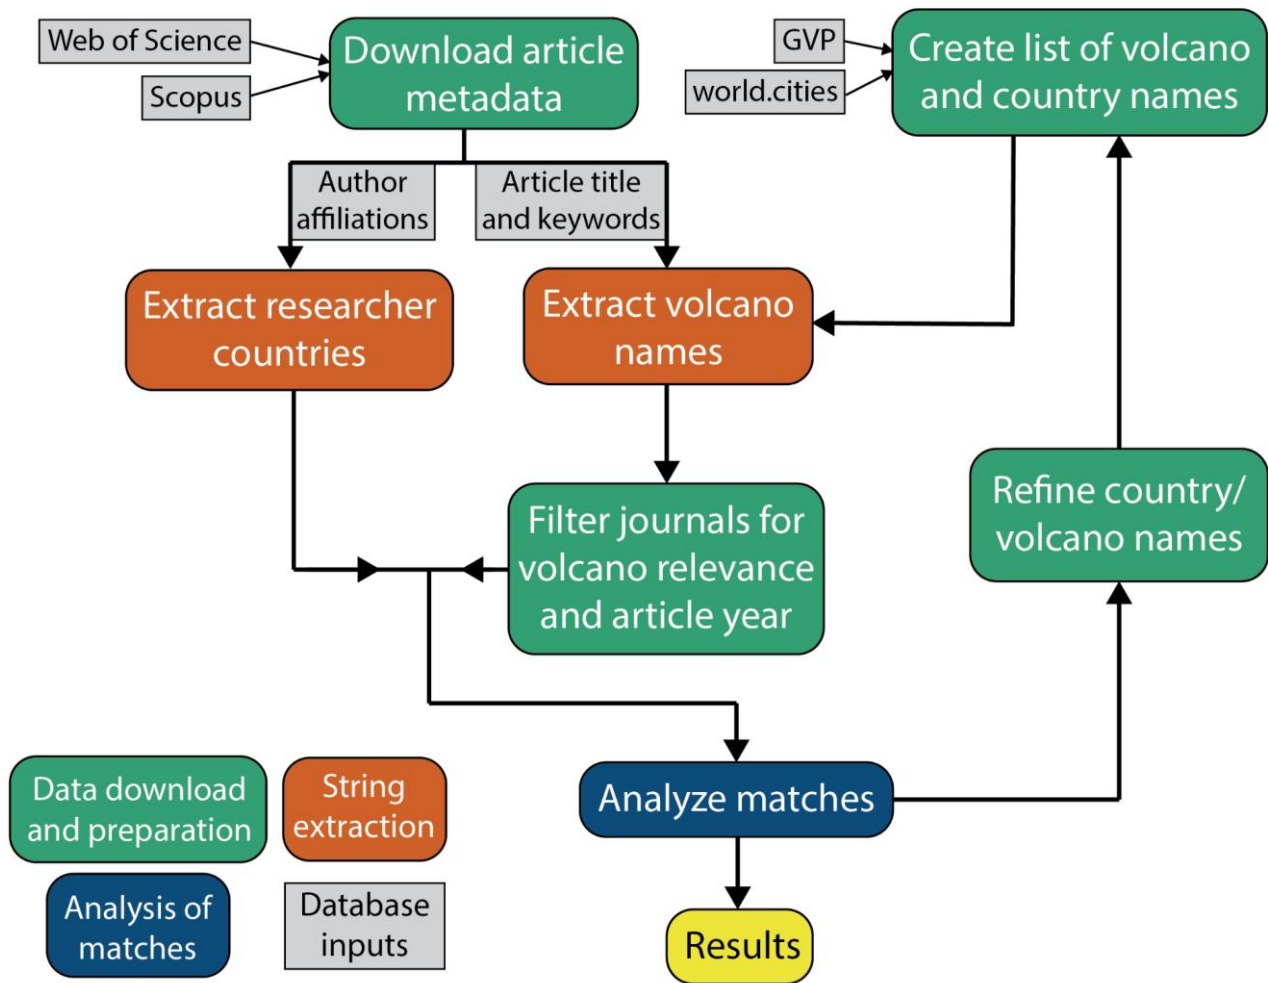 Web of Science
Scopus
Download article
metadata
GVP
world.cities
Create list of volcano
and country names
Author
affiliations
Article title
and keywords
Extract researcher
countries
Extract volcano
names
Filter journals for
volcano relevance
and article year
Refine country/
volcano names
Analyze matches
Results
Data download
and preparation
String
extraction
Analysis of
matches
Database
inputs